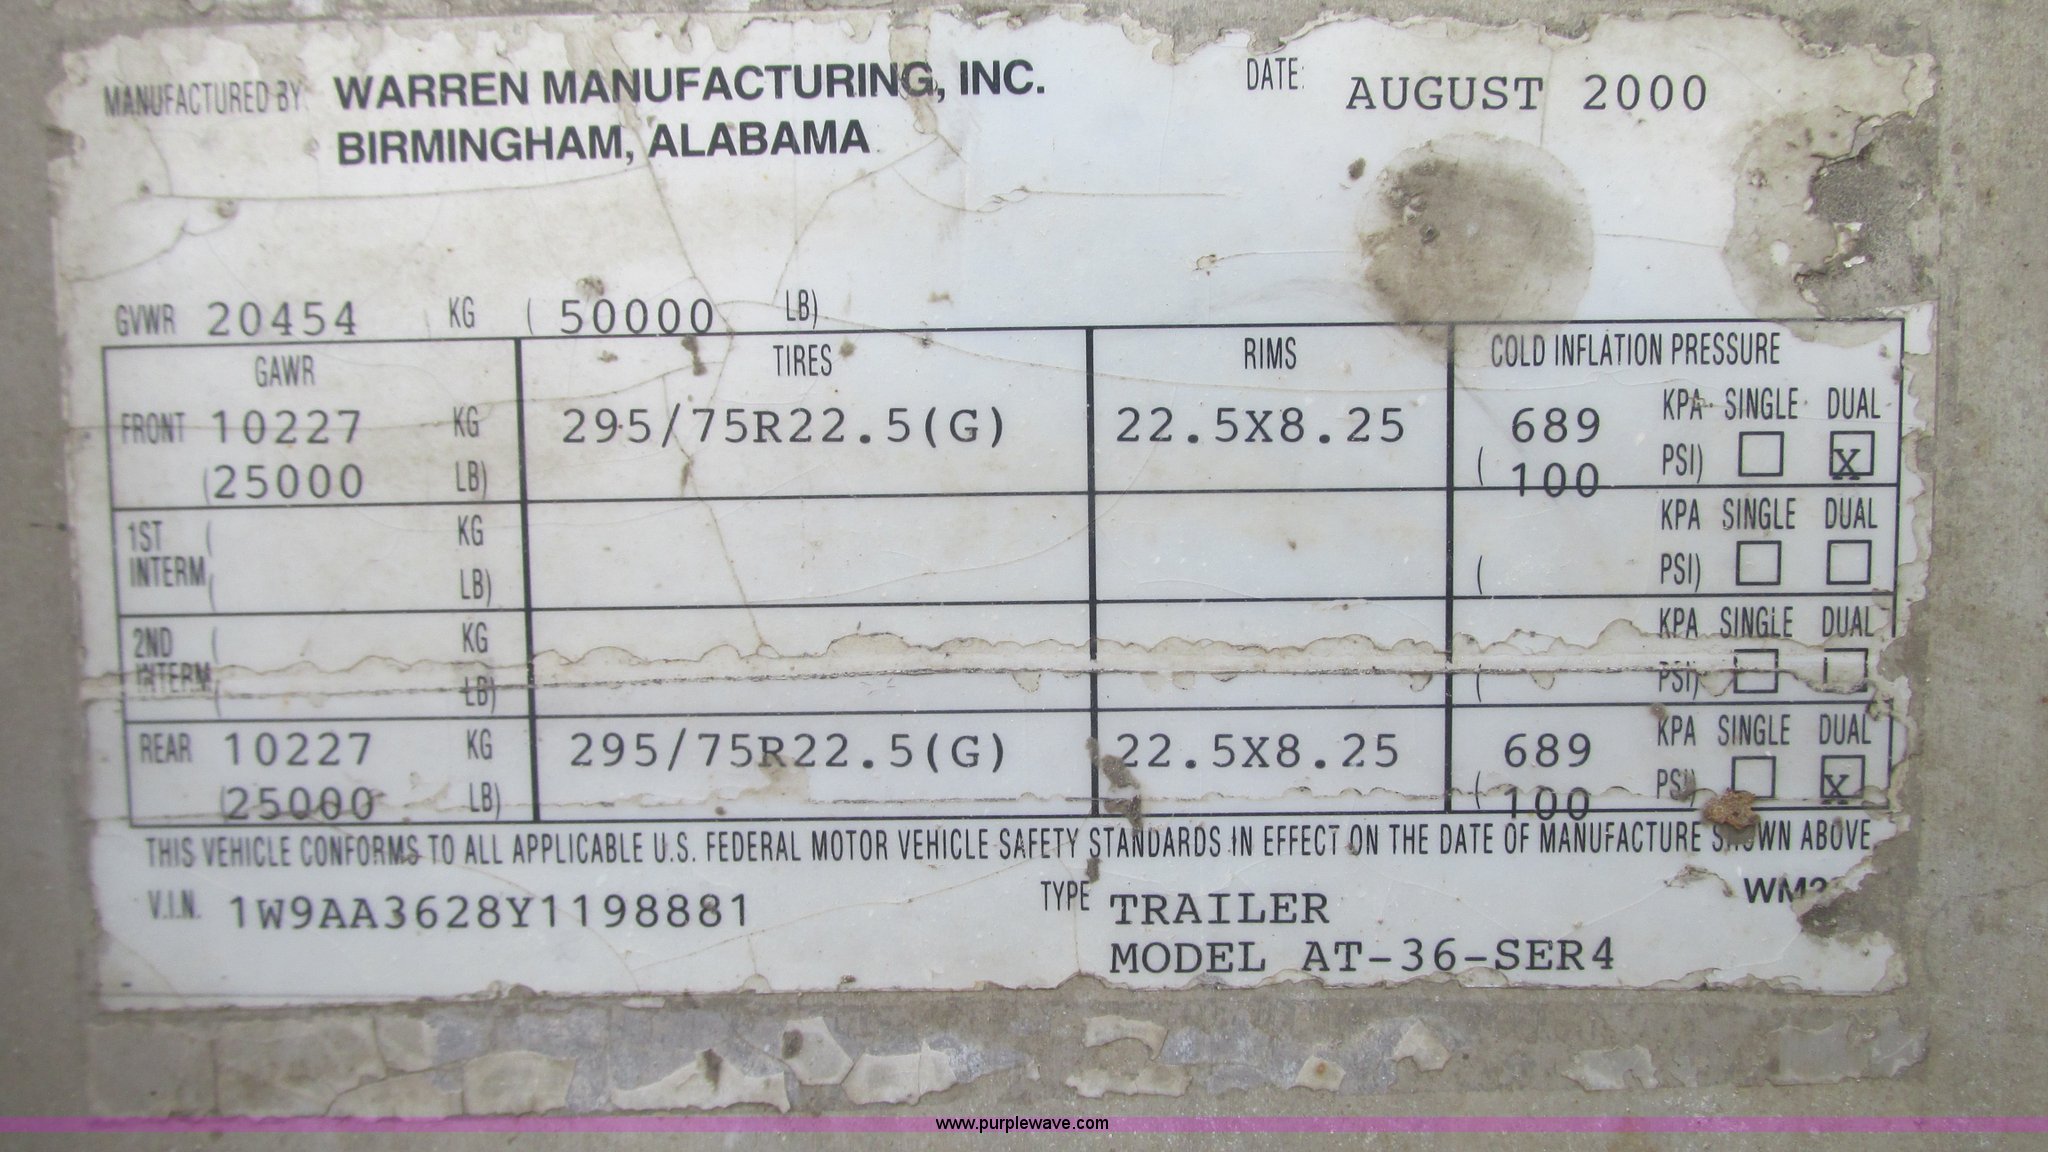 MANUFACTURED BY: WARREN MANUFACTURING, INC. DATE: AUGUST 2000
BIRMINGHAM, ALABAMA
GVWR 20454 KG ( 50000 LB)
GAWR TIRES RIMS COLD INFLATION PRESSURE
FRONT 10227 KG 295/75R22.5(G) 22.5X8.25 689 KPA SINGLE DUAL
(25000 LB) ( 100 PSI) X
1ST INTERM ( KG KPA SINGLE DUAL
( LB) ( PSI)
2ND INTERM ( KG KPA SINGLE DUAL
( LB) ( PSI)
REAR 10227 KG 295/75R22.5(G) 22.5X8.25 689 KPA SINGLE DUAL
(25000 LB) ( 100 PSI) X
THIS VEHICLE CONFORMS TO ALL APPLICABLE U.S. FEDERAL MOTOR VEHICLE SAFETY STANDARDS IN EFFECT ON THE DATE OF MANUFACTURE SHOWN ABOVE
V.I.N. 1W9AA3628Y1198881 TYPE TRAILER
MODEL AT-36-SER4
www.purplewave.com